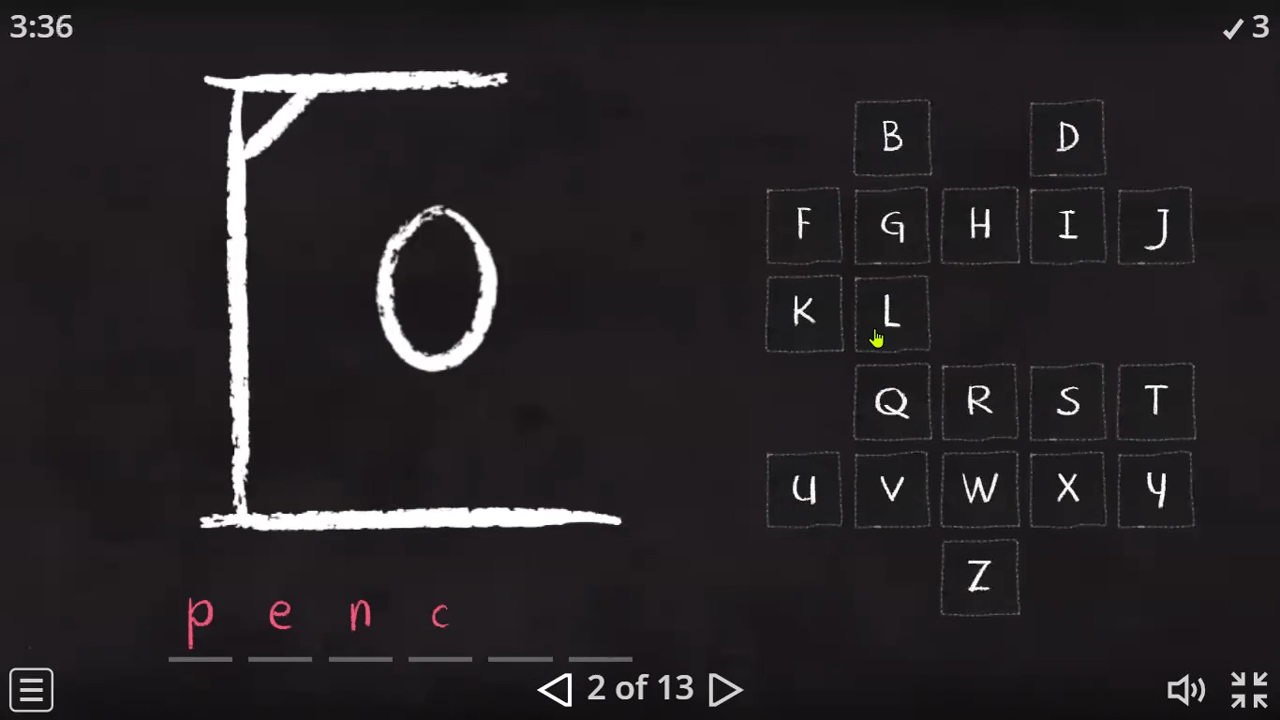 3:36
✓ 3
B D
F G H I J
K L
Q R S T
U V W X Y
Z
p e n c
2 of 13